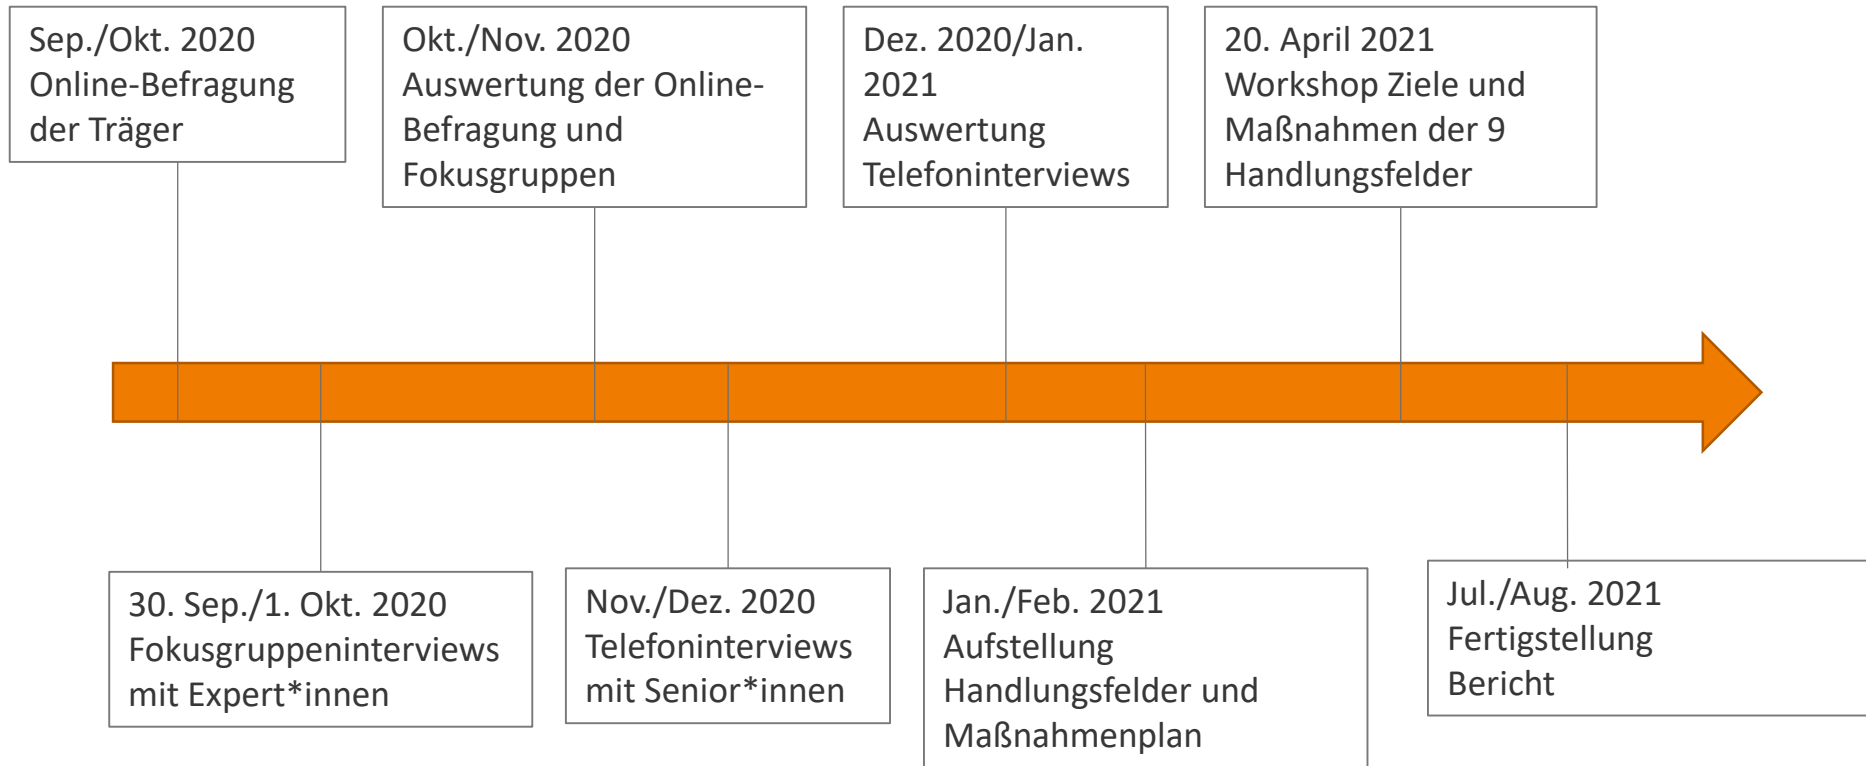 Sep./Okt. 2020
Online-Befragung
der Träger
Okt./Nov. 2020
Auswertung der Online-
Befragung und
Fokusgruppen
Dez. 2020/Jan.
2021
Auswertung
Telefoninterviews
20. April 2021
Workshop Ziele und
Maßnahmen der 9
Handlungsfelder
30. Sep./1. Okt. 2020
Fokusgruppeninterviews
mit Expert*innen
Nov./Dez. 2020
Telefoninterviews
mit Senior*innen
Jan./Feb. 2021
Aufstellung
Handlungsfelder und
Maßnahmenplan
Jul./Aug. 2021
Fertigstellung
Bericht